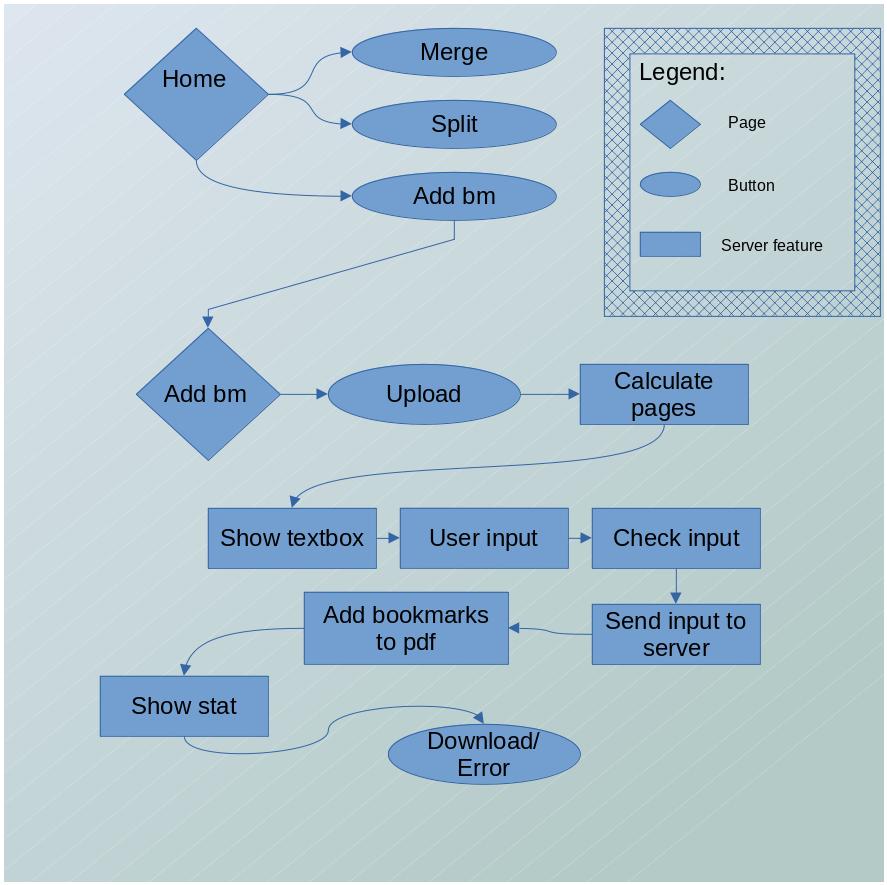 Home
Merge
Split
Add bm
Legend:
Page
Button
Server feature
Add bm
Upload
Calculate
pages
Show textbox
User input
Check input
Add bookmarks
to pdf
Send input to
server
Show stat
Download/
Error